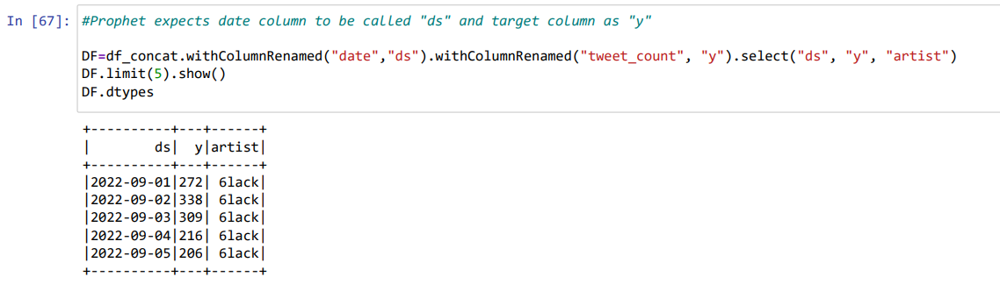 In [67]: #Prophet expects date column to be called "ds" and target column as "y"
DF=df_concat.withColumnRenamed("date","ds").withColumnRenamed("tweet_count", "y").select("ds", "y", "artist")
DF.limit(5).show()
DF.dtypes
+----------+---+------+
|        ds|  y|artist|
+----------+---+------+
|2022-09-01|272| 6lack|
|2022-09-02|338| 6lack|
|2022-09-03|309| 6lack|
|2022-09-04|216| 6lack|
|2022-09-05|206| 6lack|
+----------+---+------+